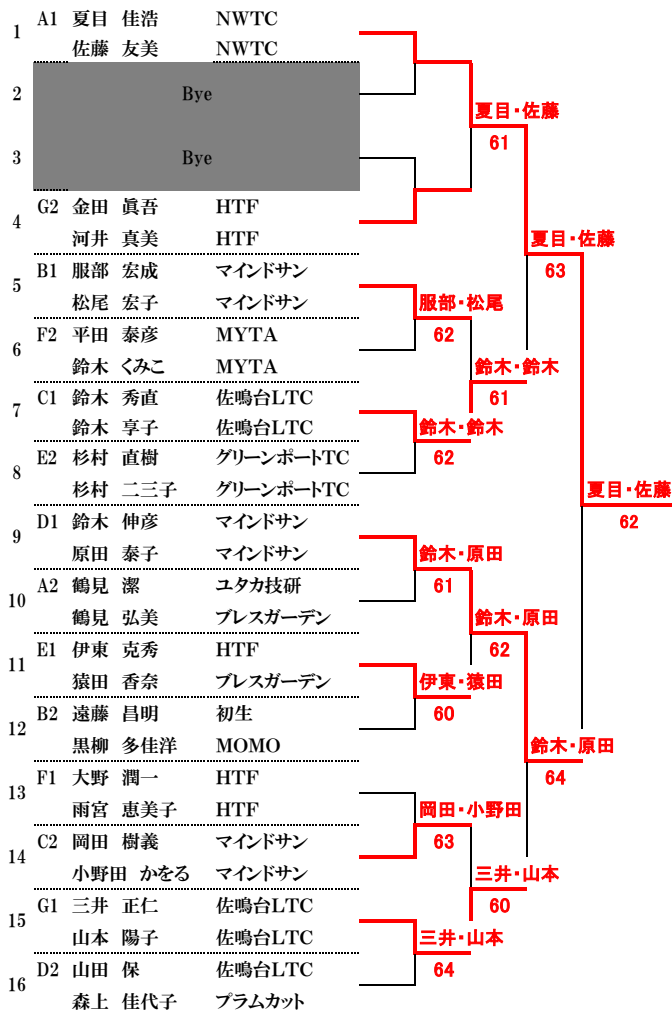 A1 夏目 佳浩 NWTC
1
佐藤 友美 NWTC
2 Bye
夏目・佐藤
61
3 Bye
G2 金田 眞吾 HTF
4
河井 真美 HTF
夏目・佐藤
63
B1 服部 宏成 マインドサン
5
松尾 宏子 マインドサン
服部・松尾
62
F2 平田 泰彦 MYTA
6
鈴木 くみこ MYTA
鈴木・鈴木
61
C1 鈴木 秀直 佐鳴台LTC
7
鈴木 享子 佐鳴台LTC
鈴木・鈴木
62
E2 杉村 直樹 グリーンポートTC
8
杉村 二三子 グリーンポートTC
夏目・佐藤
62
D1 鈴木 伸彦 マインドサン
9
原田 泰子 マインドサン
鈴木・原田
61
A2 鶴見 潔 ユタカ技研
10
鶴見 弘美 ブレスガーデン
鈴木・原田
62
E1 伊東 克秀 HTF
11
猿田 香奈 ブレスガーデン
伊東・猿田
60
B2 遠藤 昌明 初生
12
黒柳 多佳洋 MOMO
鈴木・原田
64
F1 大野 潤一 HTF
13
雨宮 恵美子 HTF
岡田・小野田
63
C2 岡田 樹義 マインドサン
14
小野田 かをる マインドサン
三井・山本
60
G1 三井 正仁 佐鳴台LTC
15
山本 陽子 佐鳴台LTC
三井・山本
64
D2 山田 保 佐鳴台LTC
16
森上 佳代子 プラムカット